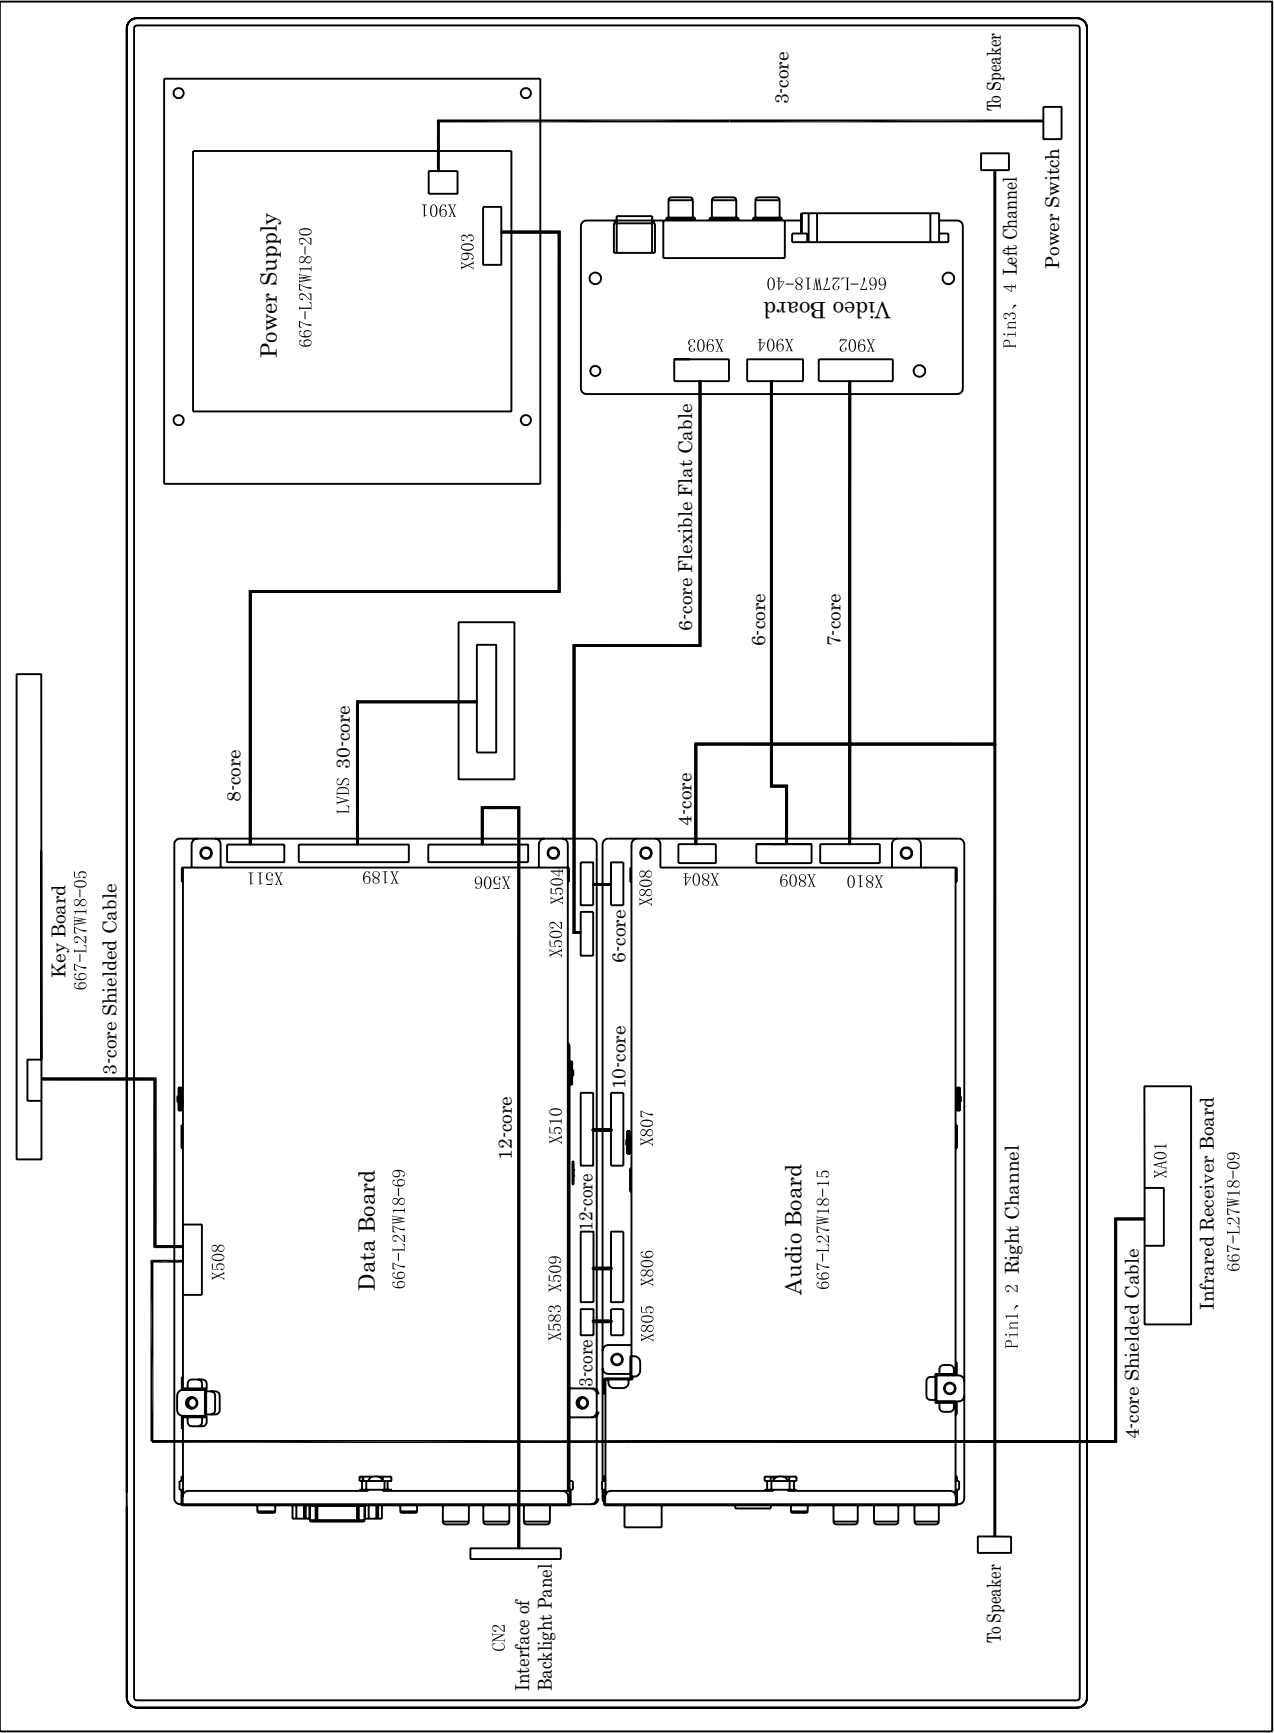 Key Board
667-L27W18-05
3-core Shielded Cable
Power Supply
667-L27W18-20
X901
X903
3-core
To Speaker
Power Switch
Pin3、4 Left Channel
Video Board
667-L27W18-40
X903
X904
X902
6-core Flexible Flat Cable
6-core
7-core
8-core
LVDS 30-core
4-core
X511
X189
X506
X504
X502
X808
X804
X809
X810
6-core
10-core
12-core
X510
X807
12-core
X509
X806
X583
X805
3-core
X508
Data Board
667-L27W18-69
Audio Board
667-L27W18-15
Pin1、2 Right Channel
XA01
Infrared Receiver Board
667-L27W18-09
4-core Shielded Cable
CN2
Interface of
Backlight Panel
To Speaker